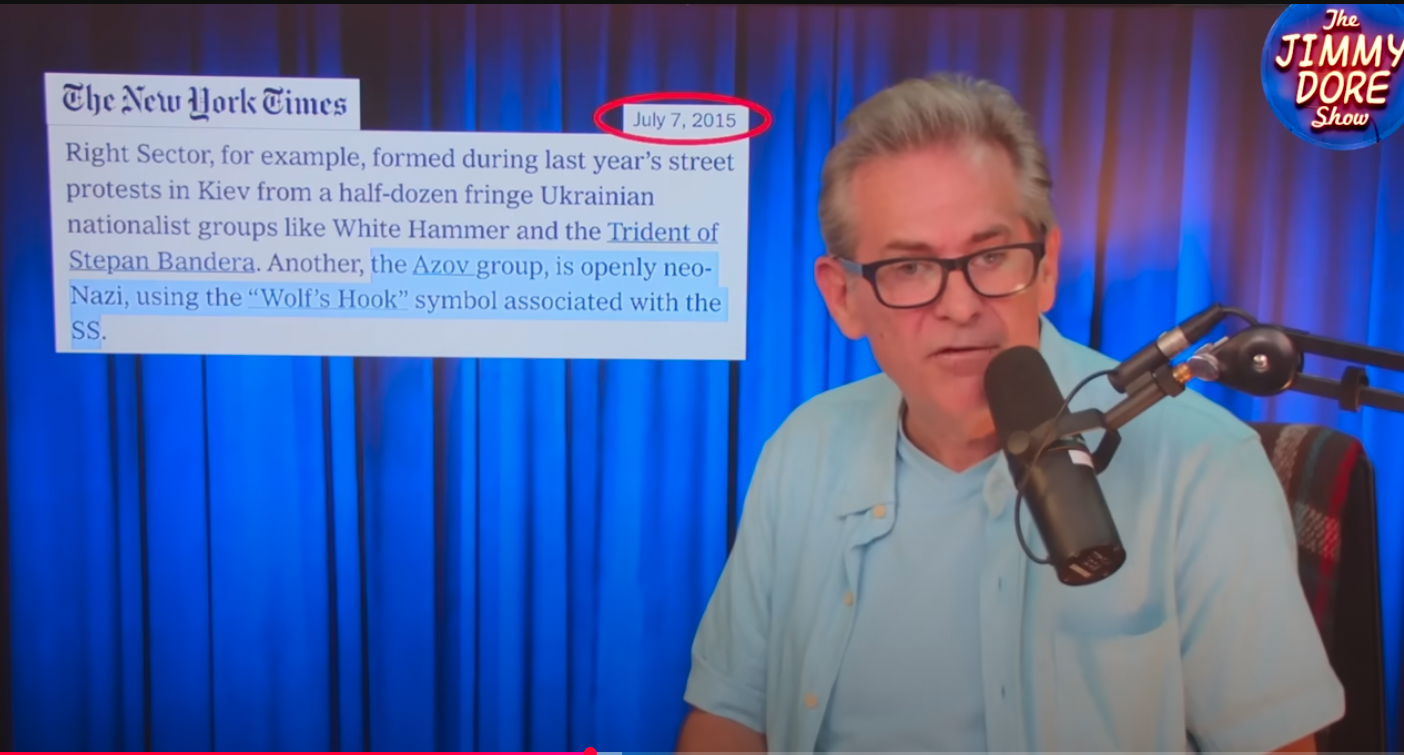 The New York Times
July 7, 2015
Right Sector, for example, formed during last year’s street
protests in Kiev from a half-dozen fringe Ukrainian
nationalist groups like White Hammer and the Trident of
Stepan Bandera. Another, the Azov group, is openly neo-
Nazi, using the “Wolf’s Hook” symbol associated with the
SS.
The
JIMMY
DORE
Show